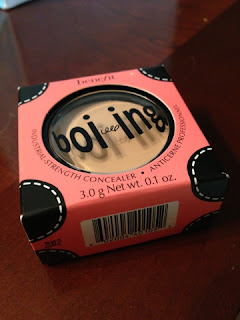 benefit
boi ing
INDUSTRIAL-STRENGTH CONCEALER • ANTICERNE PROFESSIONNEL
3.0 g Net wt. 0.1 oz.